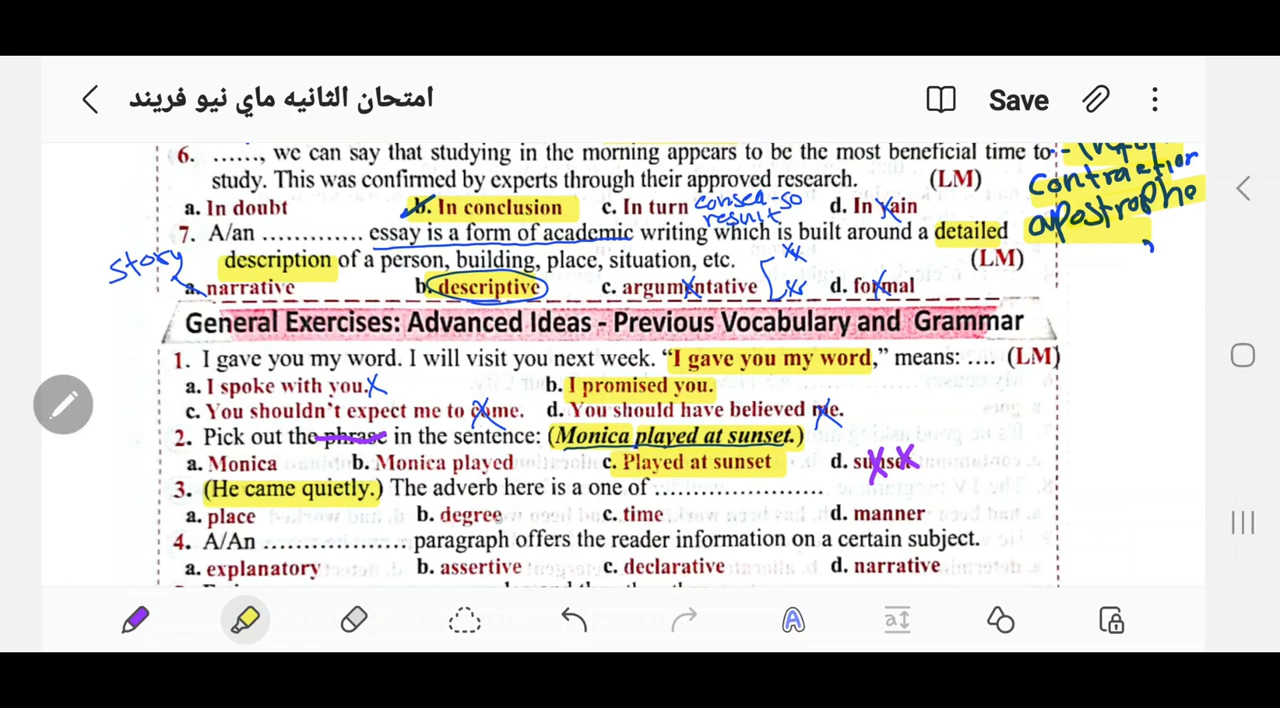 امتحان الثانيه ماي نيو فريند
Save
6. ......, we can say that studying in the morning appears to be the most beneficial time to
study. This was confirmed by experts through their approved research. (LM)
contraction
a. In doubt b. In conclusion c. In turn conseq-so d. In vain
result
apostrophe
7. A/an ............ essay is a form of academic writing which is built around a detailed
description of a person, building, place, situation, etc. (LM)
story
a. narrative b. descriptive c. argumentative d. formal
General Exercises: Advanced Ideas - Previous Vocabulary and Grammar
1. I gave you my word. I will visit you next week. “I gave you my word,” means: .... (LM)
a. I spoke with you. b. I promised you.
c. You shouldn't expect me to come. d. You should have believed me.
2. Pick out the phrase in the sentence: (Monica played at sunset.)
a. Monica b. Monica played c. Played at sunset d. sunset
3. (He came quietly.) The adverb here is a one of ......................
a. place b. degree c. time d. manner
4. A/An .................. paragraph offers the reader information on a certain subject.
a. explanatory b. assertive c. declarative d. narrative